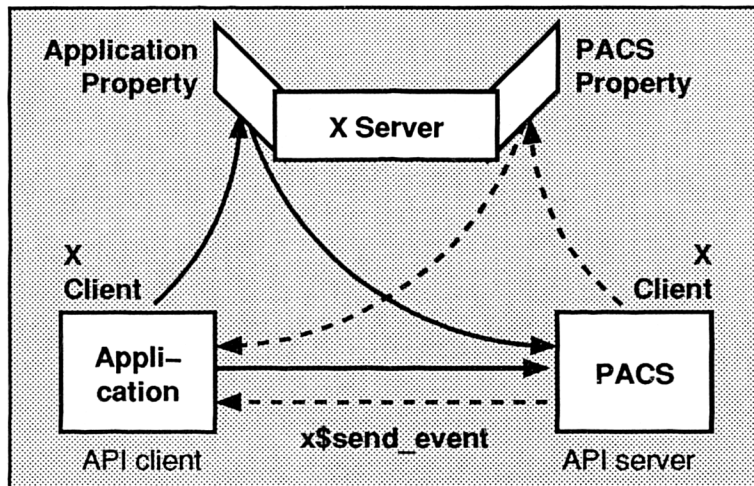 Application
Property
PACS
Property
X Server
X
Client
X
Client
Appli–
cation
PACS
x$send_event
API client
API server